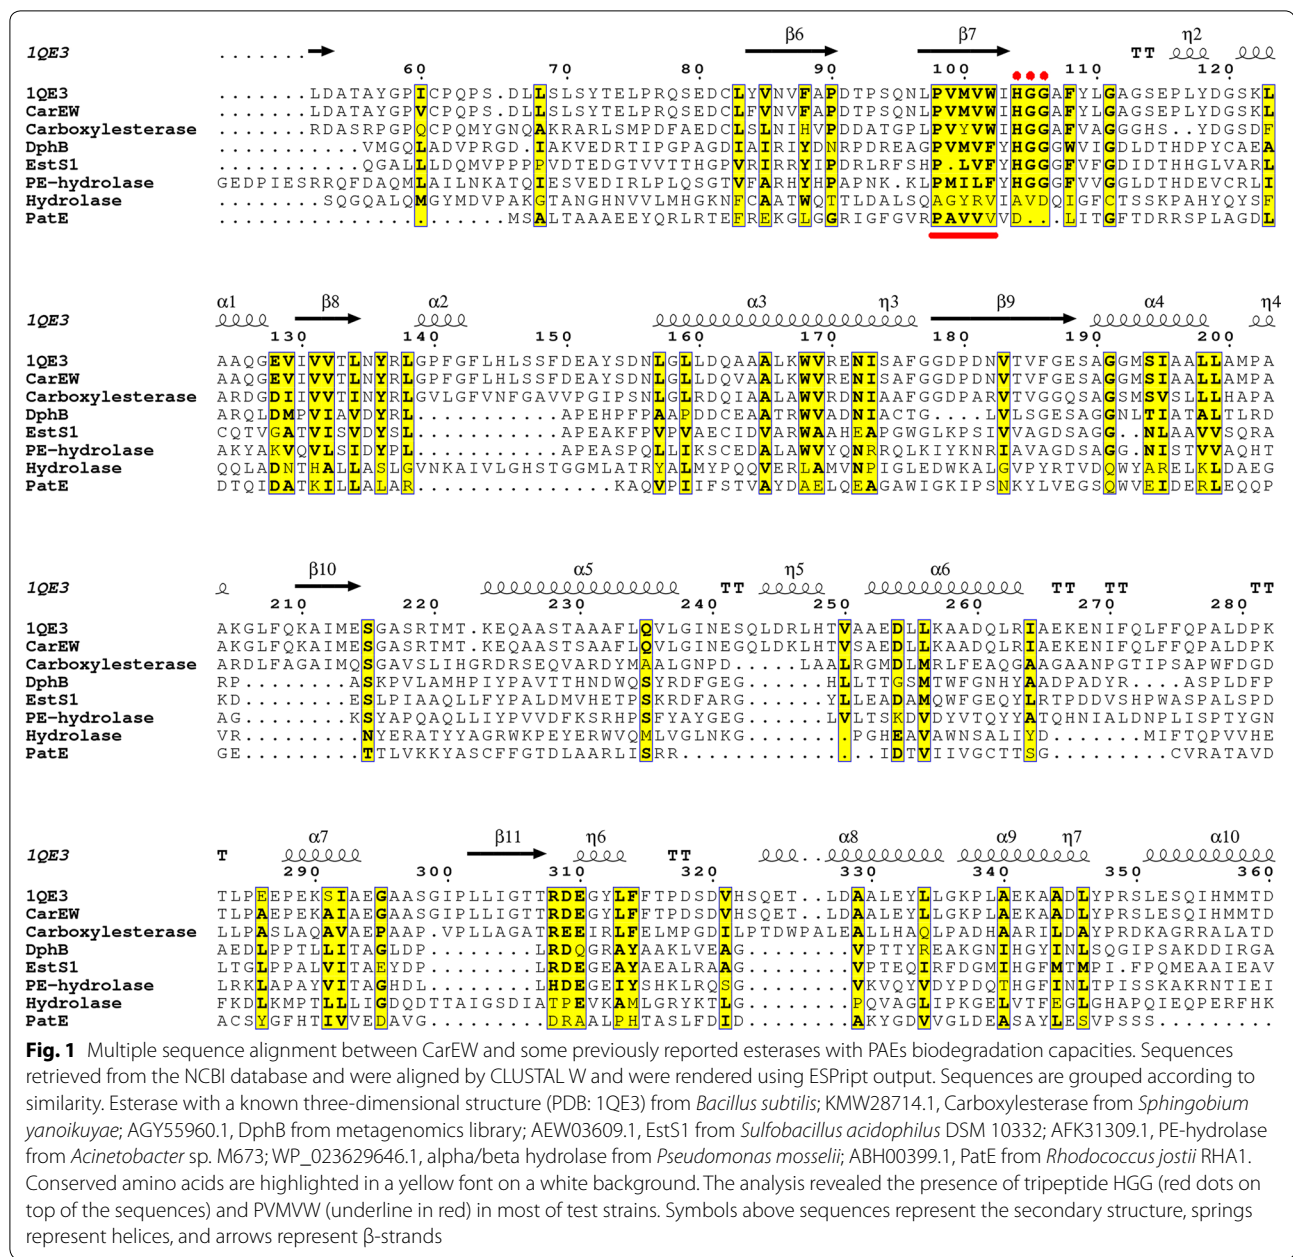 1QE3 β6 β7 TT η2
60 70 80 90 100 110 120
1QE3 .......LDATAYGPICPQPS.DLLSLSYTELPRQSEDCLYVNVFAPDTPSQNLPVMVWIHGGAFYLGAGSEPLYDGSKL
CarEW .......LDATAYGPVCPQPS.DLLSLSYTELPRQSEDCLYVNVFAPDTPSQNLPVMVWIHGGAFYLGAGSEPLYDGSKL
Carboxylesterase .......RDASRPGPQCPQMYGNQAKRARLSMPDFAEDCLSLNIHVPDDATGPLPVYVWIHGGAFVAGGGHS..YDGSDF
DphB ...........VMGQLADVPRGD.IAKVEDRTIPGPAGDIAIRIYDNRPDREAGPVMVFYHGGGWVIGDLDTHDPYCAEA
EstS1 ...........QGALLLDQMVPPPPVDTEDGTVVTTHGPVRIRRYIPDRLRFSHP.LVFYHGGGFVFGDIDTHHGLVARL
PE-hydrolase GEDPIESRRQFDAQMLAILNKATQIESVEDIRLPLQSGTVFARHYHPAPNK.KLPMILFYHGGGFVVGGLDTHDEVCRLI
Hydrolase ........SQGQALQMGYMDVPAKGTANGHNVVLMHGKNFCAATWQTTLDALSQAGYRVIAVDQIGFCTSSKPAHYQYSF
PatE ......................MSALTAAAEEYQRLRTEFREKGLGGRIGFGVRPAVVVVD..LITGFTDRRSPLAGDL
α1 β8 α2 α3 η3 β9 α4 η4
1QE3
130 140 150 160 170 180 190 200
1QE3 AAQGEVIVVTLNYRLGPFGFLHLSSFDEAYSDNLGLLDQAAALKWVRENISAFGGDPDNVTVFGESAGGMSIAALLAMPA
CarEW AAQGEVIVVTLNYRLGPFGFLHLSSFDEAYSDNLGLLDQVAALKWVRENISAFGGDPDNVTVFGESAGGMSIAALLAMPA
Carboxylesterase ARDGDIIVVTINYRLGVLGFVNFGAVVPGIPSNLGLRDQIAALAWVRENIAAFGGDPARVTVGGQSAGSMSVSLLLARPA
DphB ARQLDMPVIAVDYRL...........APEHPFPAAPDDCEAATRWVADNIACTG....LVLSGESAGGNLTIATALTLRD
EstS1 CQTVGATVISVDYSL...........APEAKFPVPVAECIDVARWAAHEAPGWGLKPSIVVAGDSAGG..NLAAVVSQRA
PE-hydrolase AKYAKVQVLSIDYPL...........APEASPQLLIKSCEDALAWVYQNRRQLKIYKNRIAVAGDSAGG.NISTVVAQHT
Hydrolase QQLADNTHALLASLGVNKAIVLGHSTGGMLATRYALMYPQQVERLAMVNPIGLEDWKALGVPYRTVDQWYARELKLDAEG
PatE DTQIDATKILLALAR...............KAQVPIIFSTVAYDAELQEAGAWIGKIPSNKYLVEGSQWVEIDERLEQQP
β10 α5 TT η5 α6 TT TT TT
1QE3
210 220 230 240 250 260 270 280
1QE3 AKGLFQKAIMESGASRTMT.KEQAASTAAAFLQVLGINESQLDRLHTVAAEDLLKAADQLRIAEKENIFQLFFQPALDPK
CarEW AKGLFQKAIMESGASRTMT.KEQAASTSAAFLQVLGINEGQLDKLHTVSAEDLLKAADQLRIAEKENIFQLFFQPALDPK
Carboxylesterase ARDLFAGAIMQSGAVSLIHGRDRSEQVARDYMAALGNPD......LAALRGMDLMRLFEAQGAAGAANPGTIPSAPWFDGD
DphB RP........ASKPVLAMHPIYPAVTTHNDWQSYRDFGEG......HLLTTGSMTWFGNHYAADPADYR....ASPLDFP
EstS1 KD........ESLPIAAQLLFYPALDMVHETPSKRDFARG......YLLEADAMQWFGEQYLRTPDDVSHPWASPALSPD
PE-hydrolase AG........KSYAPQAQLLIYPVVDFKSRHPSFYAYGEG......LVLTSKDVDYVTQYYATQHNIALDNPLISPTYGN
Hydrolase VR........NYERATYYAGRWKPEYERWVQMLVGLNKG.......PGHEAVAWNSALIYD.......MIFTQPVVHE
PatE GE........TTLVKKYASCFFGTDLAARLISRR............IDTVIIVGCTTSG.........CVRATAVD
α7 β11 η6 TT α8 α9 η7 α10
1QE3 T
290 300 310 320 330 340 350 360
1QE3 TLPEEPEKSIAEGAASGIPLLIGTTRDEGYLFFTPDSDVHSQET..LDAALEYLLGKPLAEKAADLYPRSLESQIHMMTD
CarEW TLPAEPEKAIAEGAASGIPLLIGTTRDEGYLFFTPDSDVHSQET..LDAALEYLLGKPLAEKAADLYPRSLESQIHMMTD
Carboxylesterase LLPASLAQAVAEPAAP.VPLLAGATREEIRLFELMPGDILPTDWPALEALLHAQLPADHAARILDAYPRDKAGRRALATD
DphB AEDLPPTLLITAGLDP........LRDQGRAYAAKLVEAG.......VPTTYREAKGNIHGYINLSQGIPSAKDDIRGA
EstS1 LTGLPPALVITAEYDP........LRDEGEAYAEALRAAG.......VPTEQIRFDGMIHGFMTMPI.FPQMEAAIEAV
PE-hydrolase LRKLAPAYVITAGHDL........LHDEGEIYSHKLRQSG.......VKVQYVDYPDQTHGFINLTPISSKAKRNTIEI
Hydrolase FKDLKMPTLLLIGDQDTTAIGSDIATPEVKAMLGRYKTLG.......PQVAGLIPKGELVTFEGLGHAPQIEQPERFHK
PatE ACSYGFHTIVVEDAVG........DRAALPHTASLFDID........AKYGDVVGLDEASAYLESVPSSS.........
Fig. 1 Multiple sequence alignment between CarEW and some previously reported esterases with PAEs biodegradation capacities. Sequences
retrieved from the NCBI database and were aligned by CLUSTAL W and were rendered using ESPript output. Sequences are grouped according to
similarity. Esterase with a known three-dimensional structure (PDB: 1QE3) from Bacillus subtilis; KMW28714.1, Carboxylesterase from Sphingobium
yanoikuyae; AGY55960.1, DphB from metagenomics library; AEW03609.1, EstS1 from Sulfobacillus acidophilus DSM 10332; AFK31309.1, PE-hydrolase
from Acinetobacter sp. M673; WP_023629646.1, alpha/beta hydrolase from Pseudomonas mosselii; ABH00399.1, PatE from Rhodococcus jostii RHA1.
Conserved amino acids are highlighted in a yellow font on a white background. The analysis revealed the presence of tripeptide HGG (red dots on
top of the sequences) and PVMVW (underline in red) in most of test strains. Symbols above sequences represent the secondary structure, springs
represent helices, and arrows represent β-strands